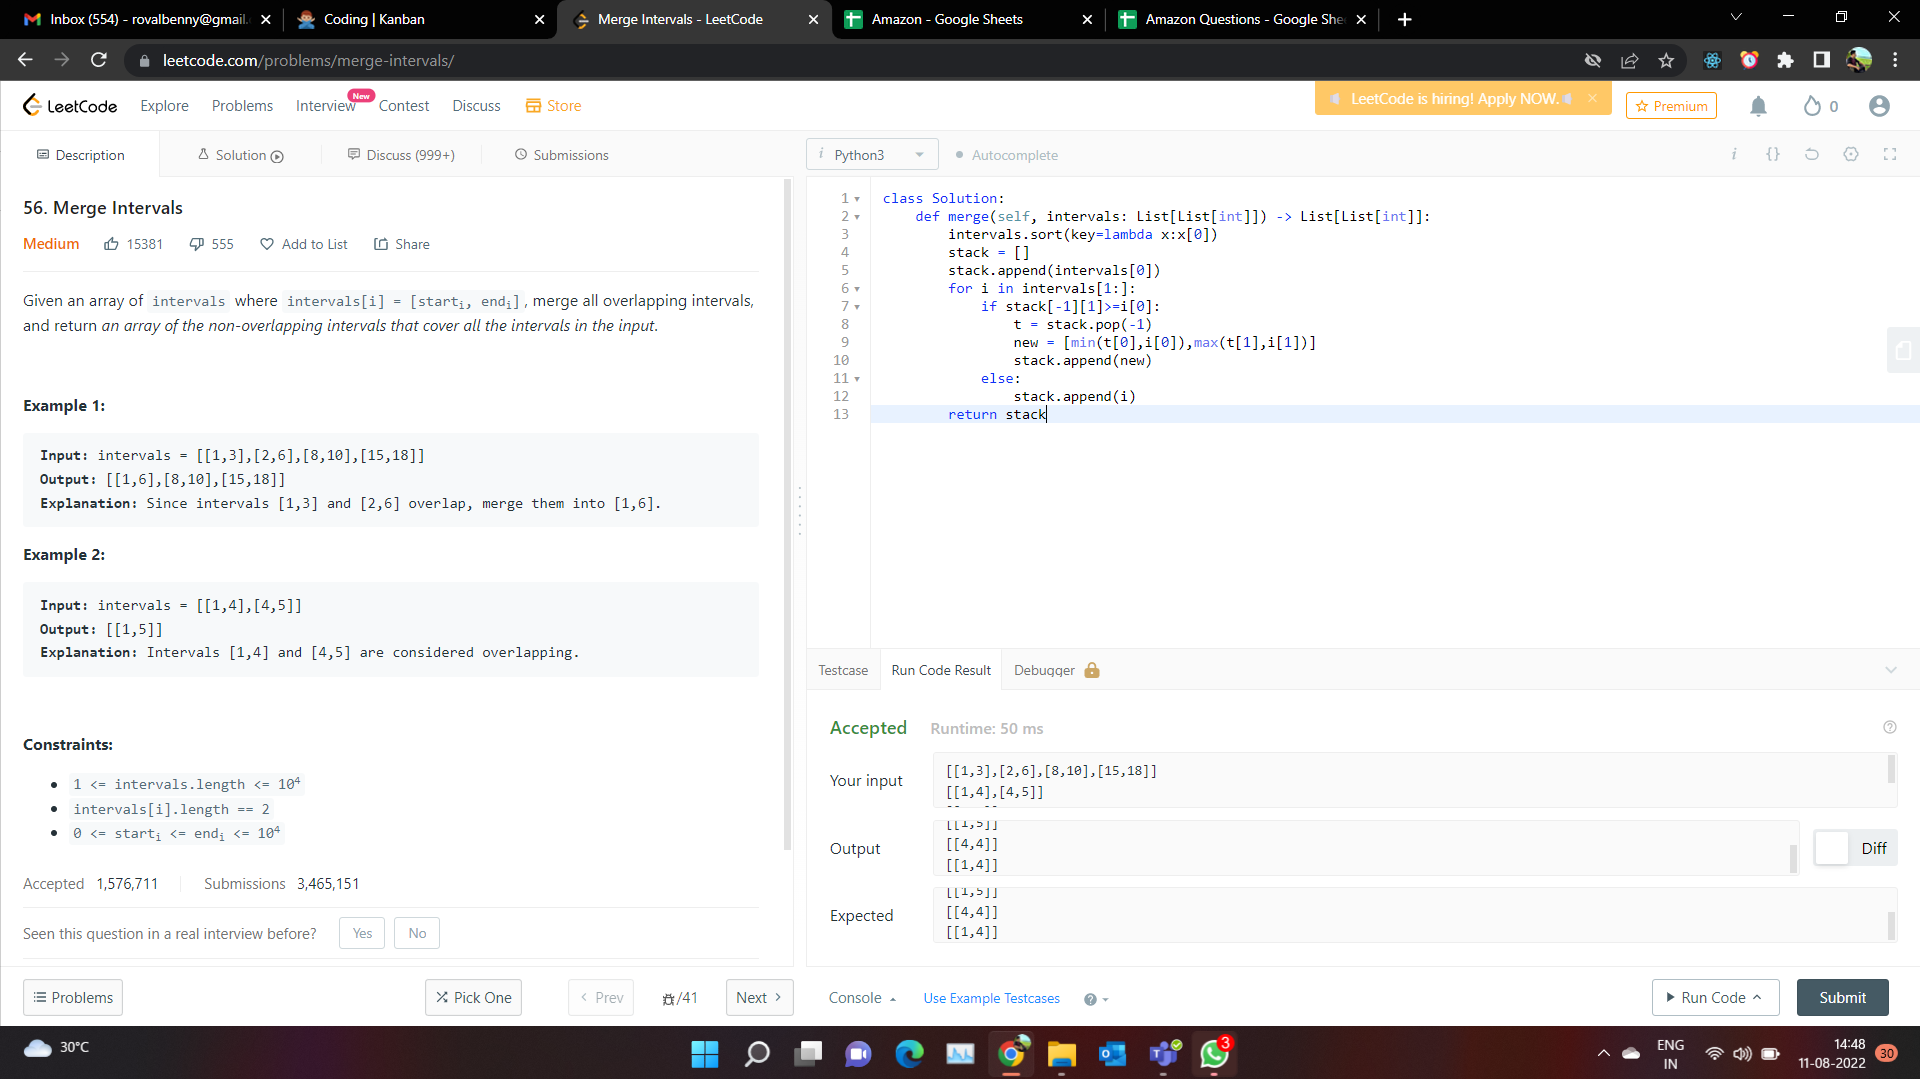 Inbox (554) - rovalbenny@gmail.
Coding | Kanban
Merge Intervals - LeetCode
Amazon - Google Sheets
Amazon Questions - Google She
leetcode.com/problems/merge-intervals/
LeetCode
Explore
Problems
Interview
New
Contest
Discuss
Store
LeetCode is hiring! Apply NOW.
Premium
0
Description
Solution
Discuss (999+)
Submissions
Python3
Autocomplete
56. Merge Intervals
Medium
15381
555
Add to List
Share
Given an array of intervals where intervals[i] = [starti, endi], merge all overlapping intervals,
and return an array of the non-overlapping intervals that cover all the intervals in the input.
Example 1:
Input: intervals = [[1,3],[2,6],[8,10],[15,18]]
Output: [[1,6],[8,10],[15,18]]
Explanation: Since intervals [1,3] and [2,6] overlap, merge them into [1,6].
Example 2:
Input: intervals = [[1,4],[4,5]]
Output: [[1,5]]
Explanation: Intervals [1,4] and [4,5] are considered overlapping.
Constraints:
1 <= intervals.length <= 10⁴
intervals[i].length == 2
0 <= starti <= endi <= 10⁴
Accepted 1,576,711
Submissions 3,465,151
Seen this question in a real interview before?
Yes
No
Problems
Pick One
Prev
/41
Next
1 class Solution:
2 def merge(self, intervals: List[List[int]]) -> List[List[int]]:
3 intervals.sort(key=lambda x:x[0])
4 stack = []
5 stack.append(intervals[0])
6 for i in intervals[1:]:
7 if stack[-1][1]>=i[0]:
8 t = stack.pop(-1)
9 new = [min(t[0],i[0]),max(t[1],i[1])]
10 stack.append(new)
11 else:
12 stack.append(i)
13 return stack
Testcase
Run Code Result
Debugger
Accepted
Runtime: 50 ms
Your input
[[1,3],[2,6],[8,10],[15,18]]
[[1,4],[4,5]]
Output
[[1,5]]
[[4,4]]
[[1,4]]
Diff
Expected
[[1,5]]
[[4,4]]
[[1,4]]
Console
Use Example Testcases
Run Code
Submit
30°C
3
ENG
IN
14:48
11-08-2022
30